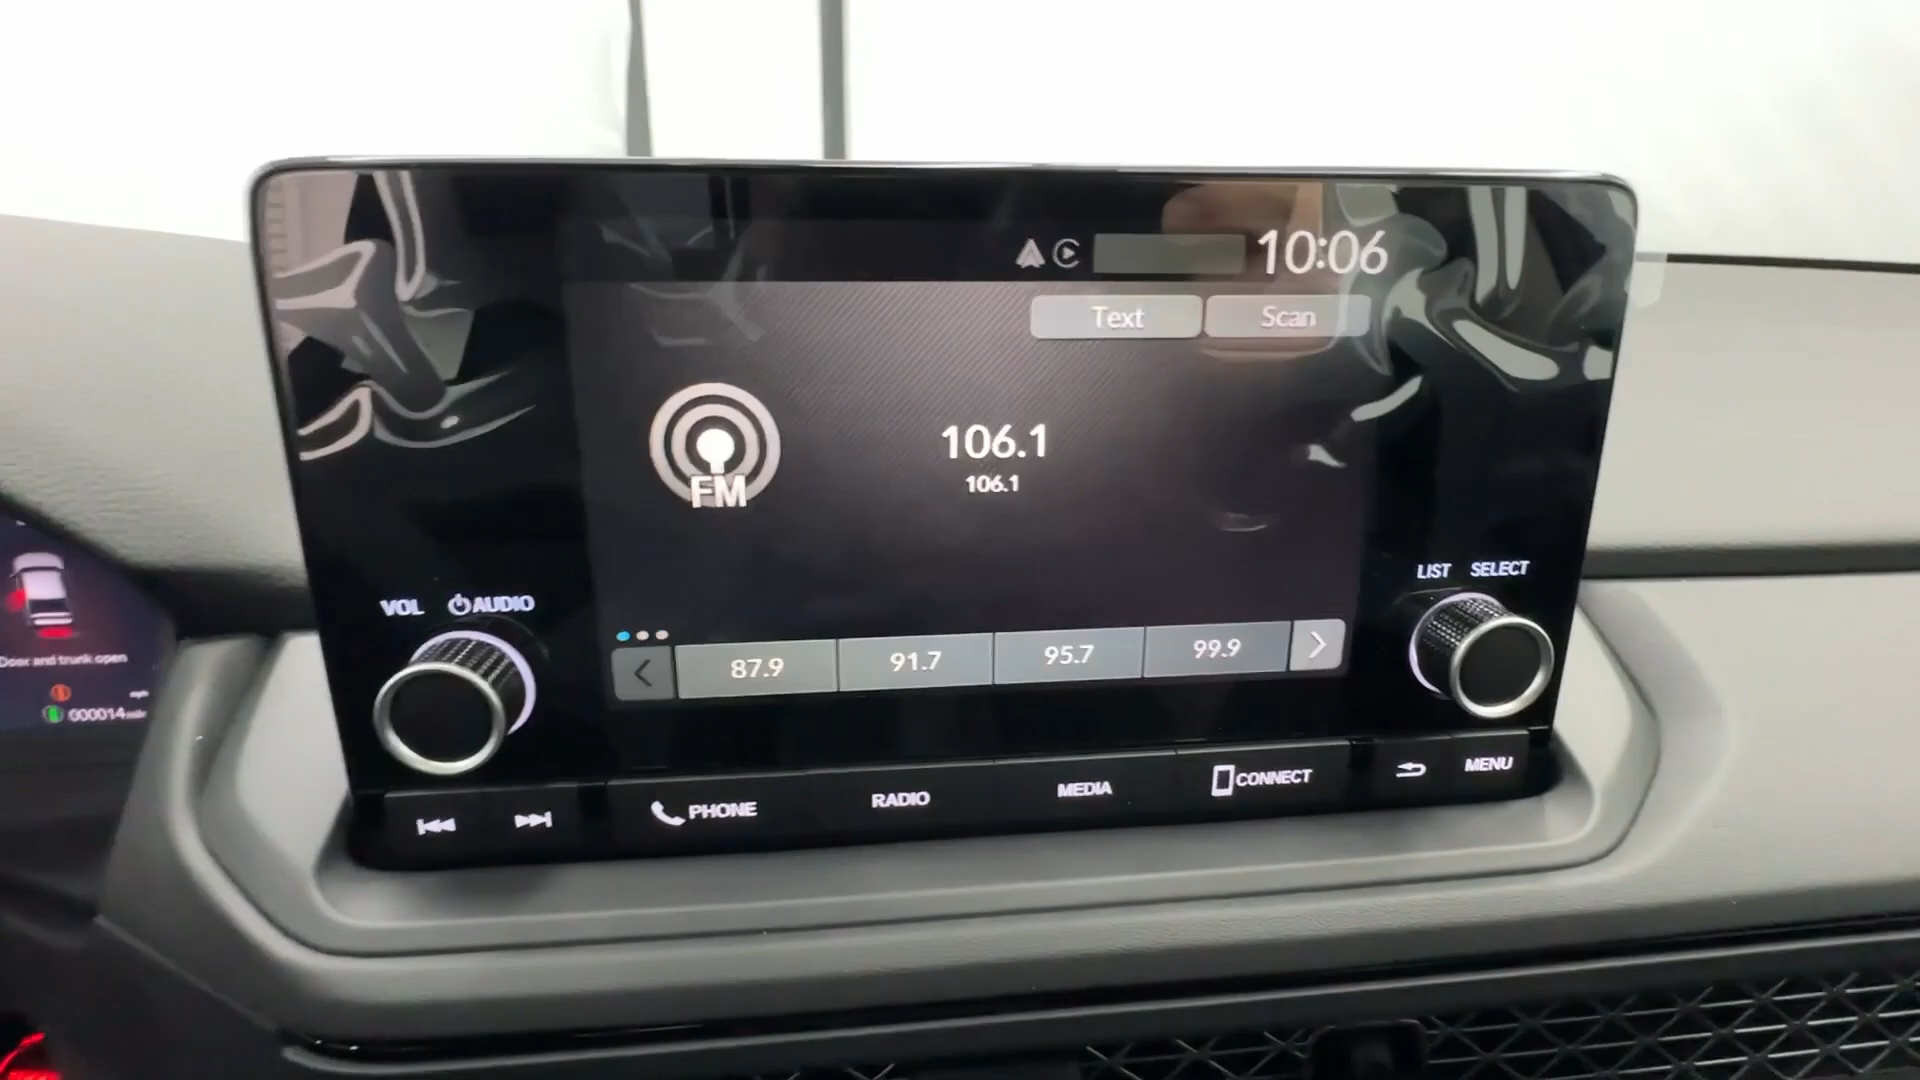 10:06
Text Scan
FM
106.1
106.1
VOL AUDIO
LIST SELECT
87.9 91.7 95.7 99.9
Door and trunk open
mph
000014
PHONE RADIO MEDIA CONNECT MENU